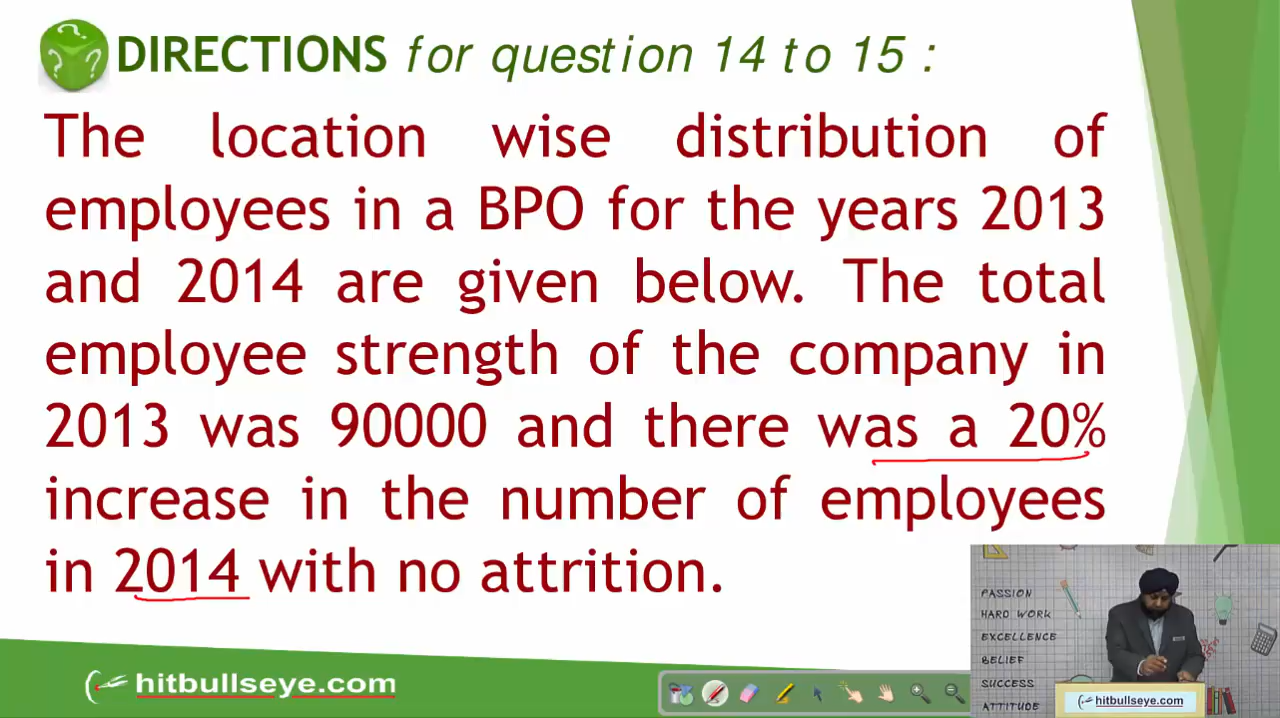 DIRECTIONS for question 14 to 15 :
The location wise distribution of
employees in a BPO for the years 2013
and 2014 are given below. The total
employee strength of the company in
2013 was 90000 and there was a 20%
increase in the number of employees
in 2014 with no attrition.
PASSION
HARD WORK
EXCELLENCE
BELIEF
SUCCESS
ATTITUDE
hitbullseye.com
hitbullseye.com